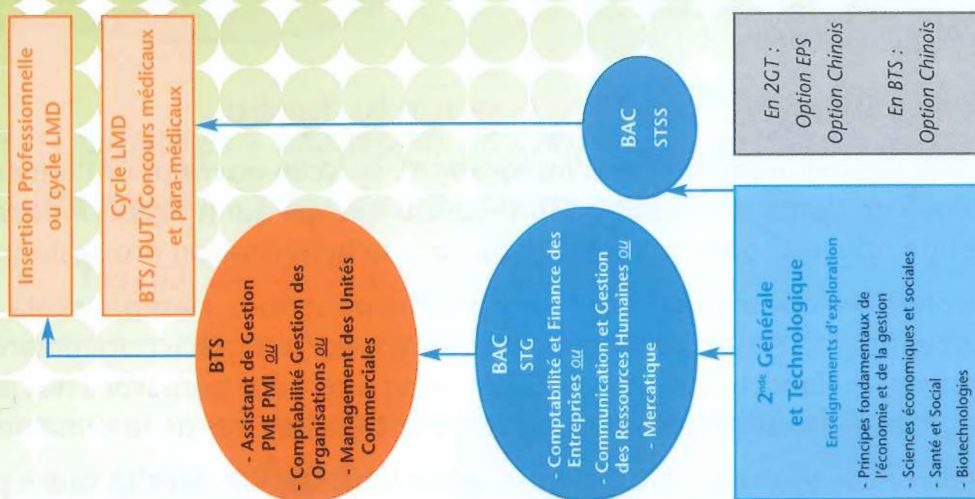 Insertion Professionnelle
ou cycle LMD
Cycle LMD
BTS/DUT/Concours médicaux
et para-médicaux
BTS
- Assistant de Gestion
PME PMI ou
- Comptabilité Gestion des
Organisations ou
- Management des Unités
Commerciales
BAC
STG
- Comptabilité et Finance des
Entreprises ou
- Communication et Gestion
des Ressources Humaines ou
- Mercatique
BAC
STSS
2nde Générale
et Technologique
Enseignements d'exploration
- Principes fondamentaux de
l'économie et de la gestion
- Sciences économiques et sociales
- Santé et Social
- Biotechnologies
En 2GT :
Option EPS
Option Chinois
En BTS :
Option Chinois